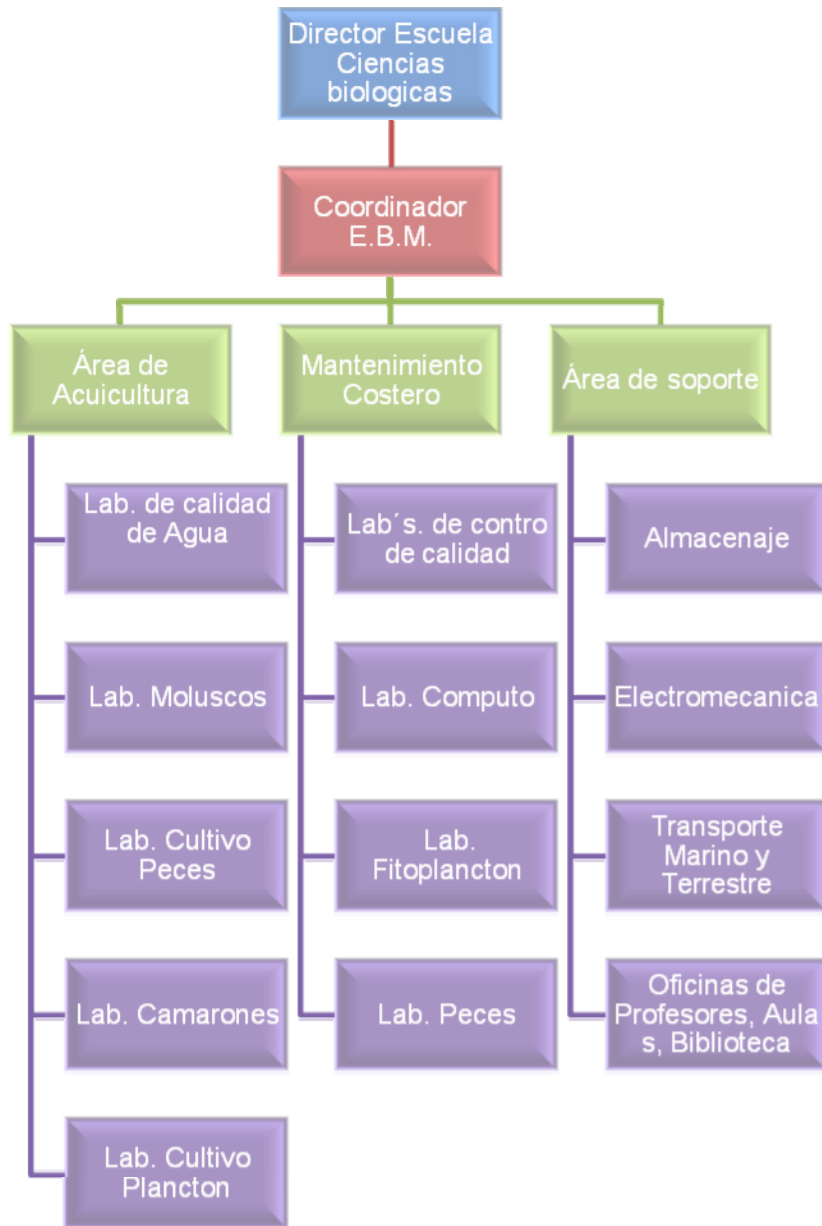 Director Escuela
Ciencias
biologicas
Coordinador
E.B.M.
Área de
Acuicultura
Mantenimiento
Costero
Área de soporte
Lab. de calidad
de Agua
Lab. Moluscos
Lab. Cultivo
Peces
Lab. Camarones
Lab. Cultivo
Plancton
Lab´s. de contro
de calidad
Lab. Computo
Lab.
Fitoplancton
Lab. Peces
Almacenaje
Electromecanica
Transporte
Marino y
Terrestre
Oficinas de
Profesores, Aula
s, Biblioteca